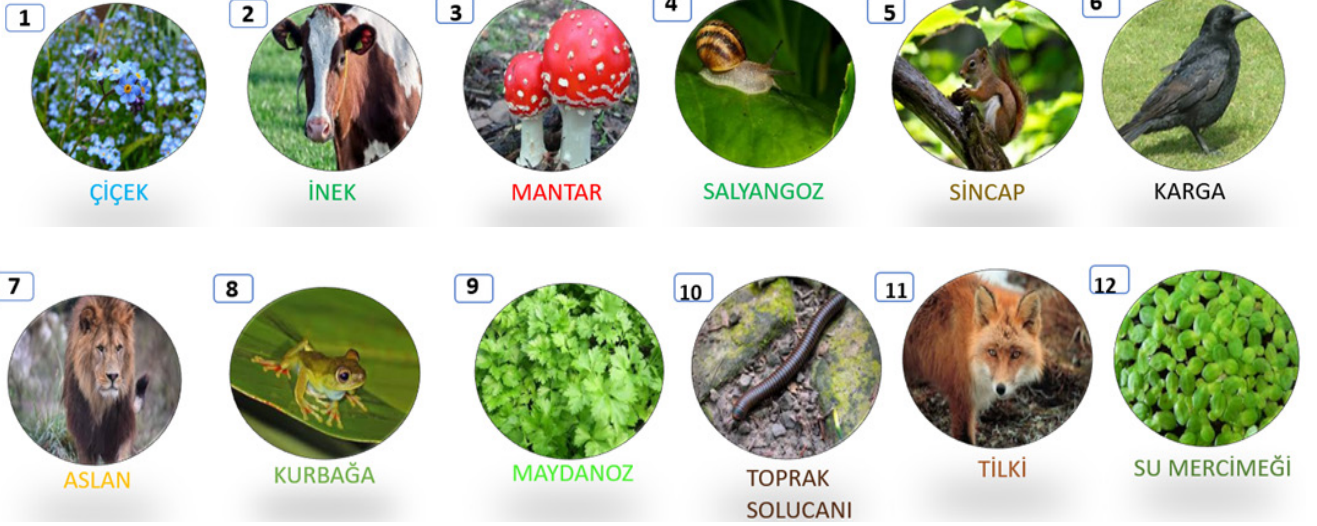 1 2 3 4 5 6
ÇİÇEK İNEK MANTAR SALYANGOZ SİNCAP KARGA
7 8 9 10 11 12
ASLAN KURBAĞA MAYDANOZ TOPRAK TİLKİ SU MERCİMEĞİ
SOLUCANI